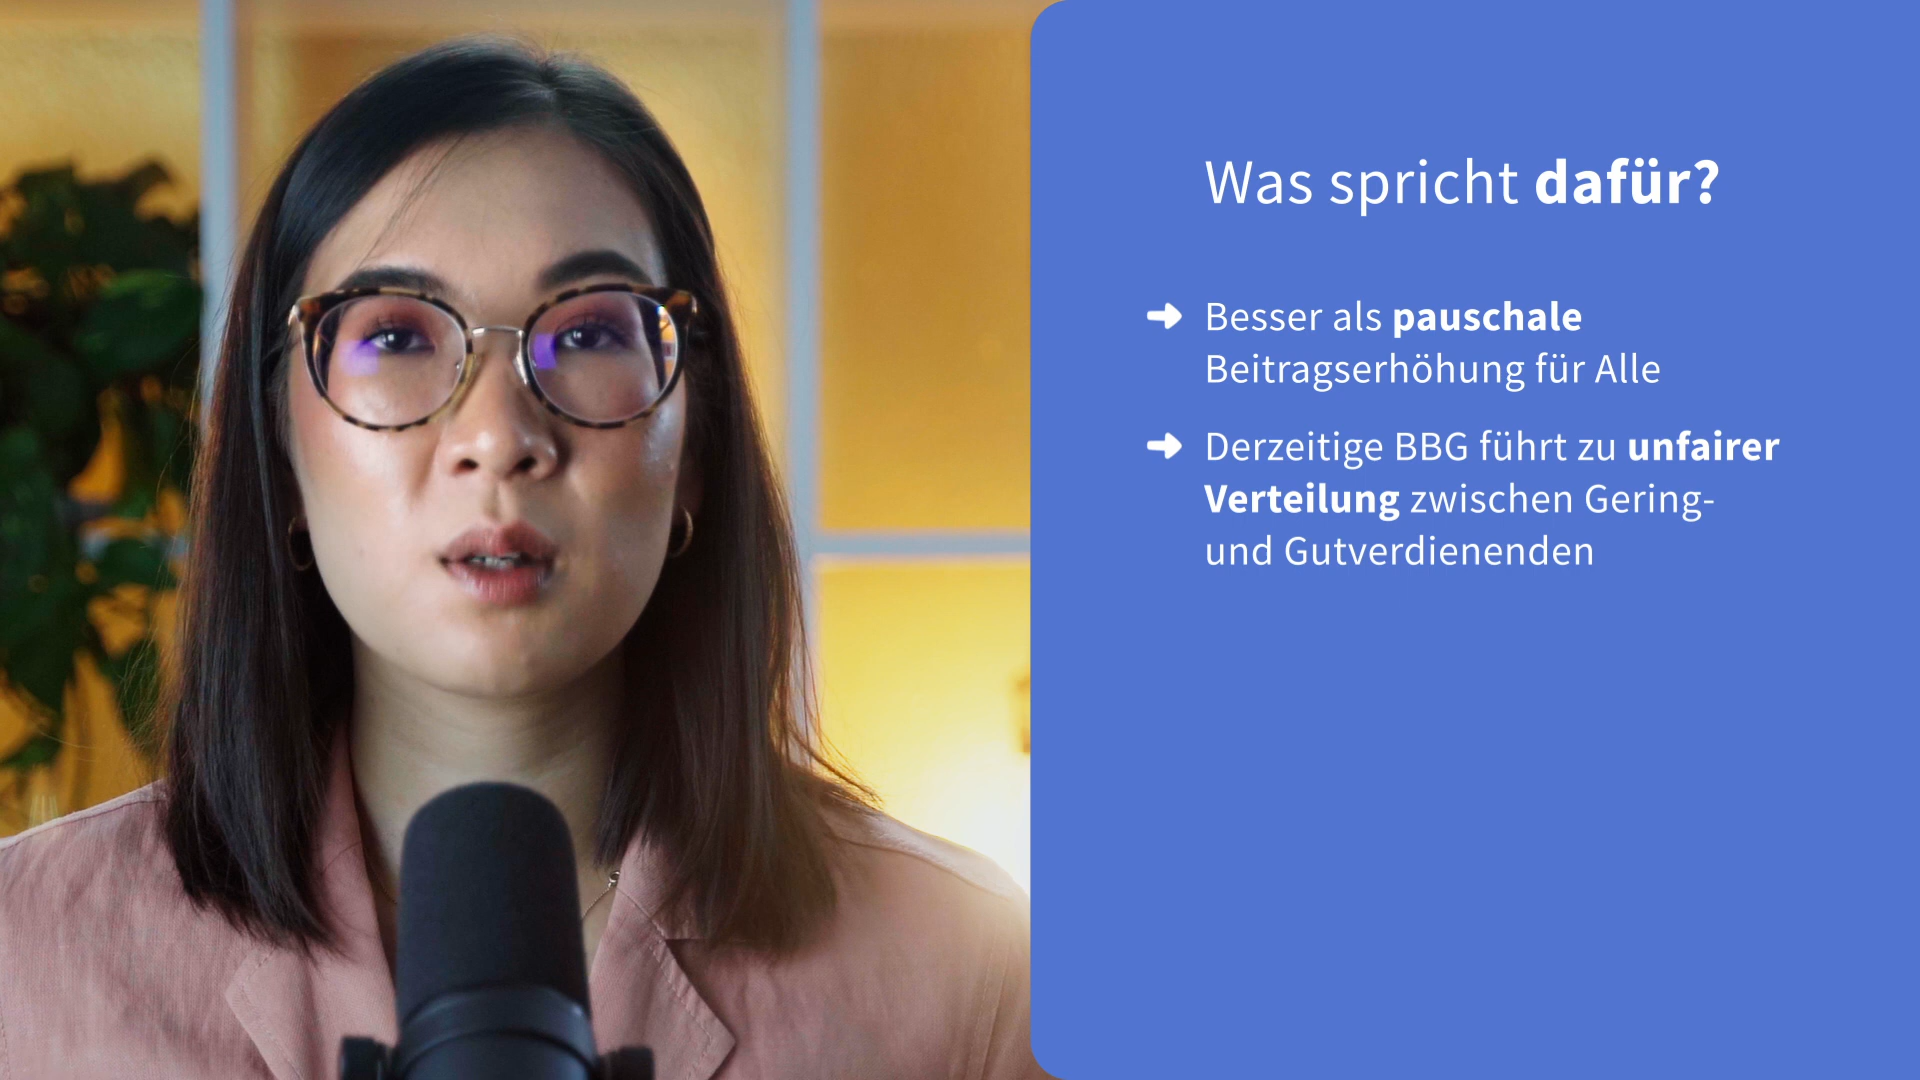 Was spricht dafür?
Besser als pauschale
Beitragserhöhung für Alle
Derzeitige BBG führt zu unfairer
Verteilung zwischen Gering-
und Gutverdienenden